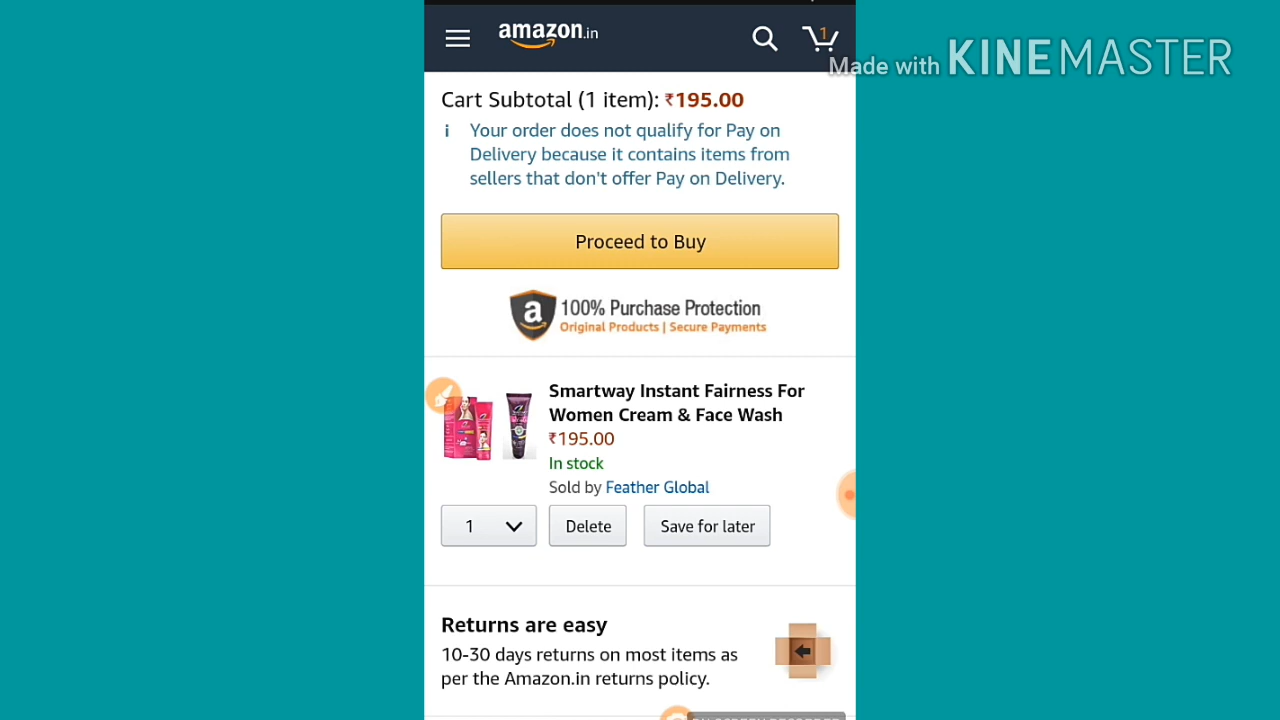 amazon.in
1
Made with KINEMASTER
Cart Subtotal (1 item): ₹195.00
i Your order does not qualify for Pay on
Delivery because it contains items from
sellers that don't offer Pay on Delivery.
Proceed to Buy
a 100% Purchase Protection
Original Products | Secure Payments
Smartway Instant Fairness For
Women Cream & Face Wash
₹195.00
In stock
Sold by Feather Global
1 Delete Save for later
Returns are easy
10-30 days returns on most items as
per the Amazon.in returns policy.